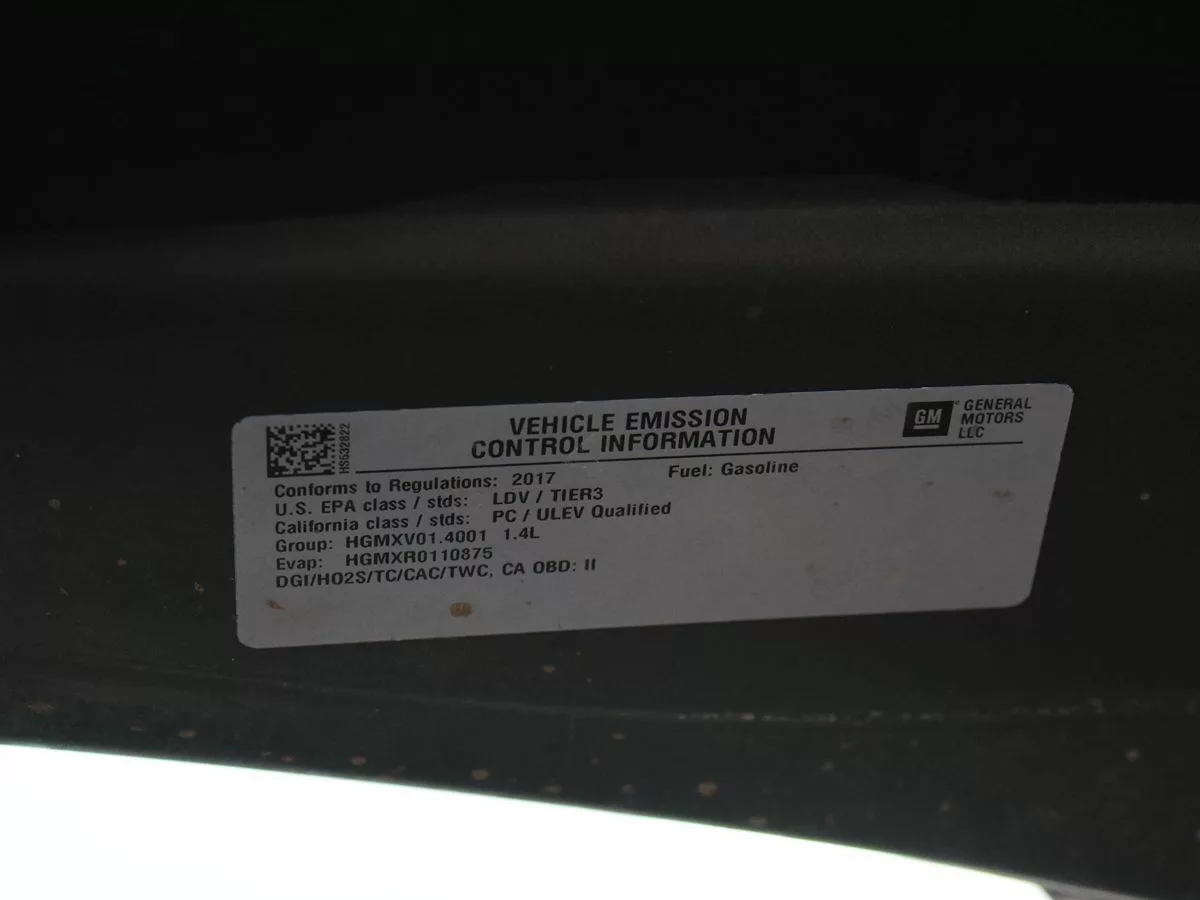 VEHICLE EMISSION
CONTROL INFORMATION
GM
GENERAL
MOTORS
LLC
HS632822
Conforms to Regulations: 2017
Fuel: Gasoline
U.S. EPA class / stds: LDV / TIER3
California class / stds: PC / ULEV Qualified
Group: HGMXV01.4001 1.4L
Evap: HGMXR0110875
DGI/HO2S/TC/CAC/TWC, CA OBD: II